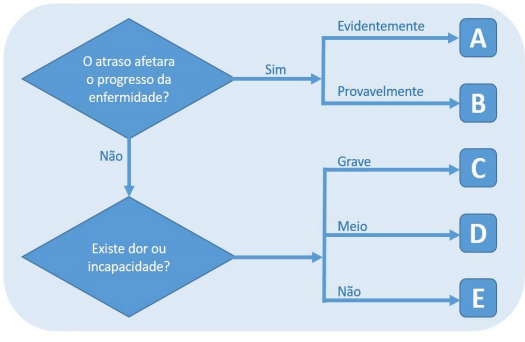 O atraso afetara
o progresso da
enfermidade?
Sim
Evidentemente
A
Provavelmente
B
Não
Existe dor ou
incapacidade?
Grave
C
Meio
D
Não
E